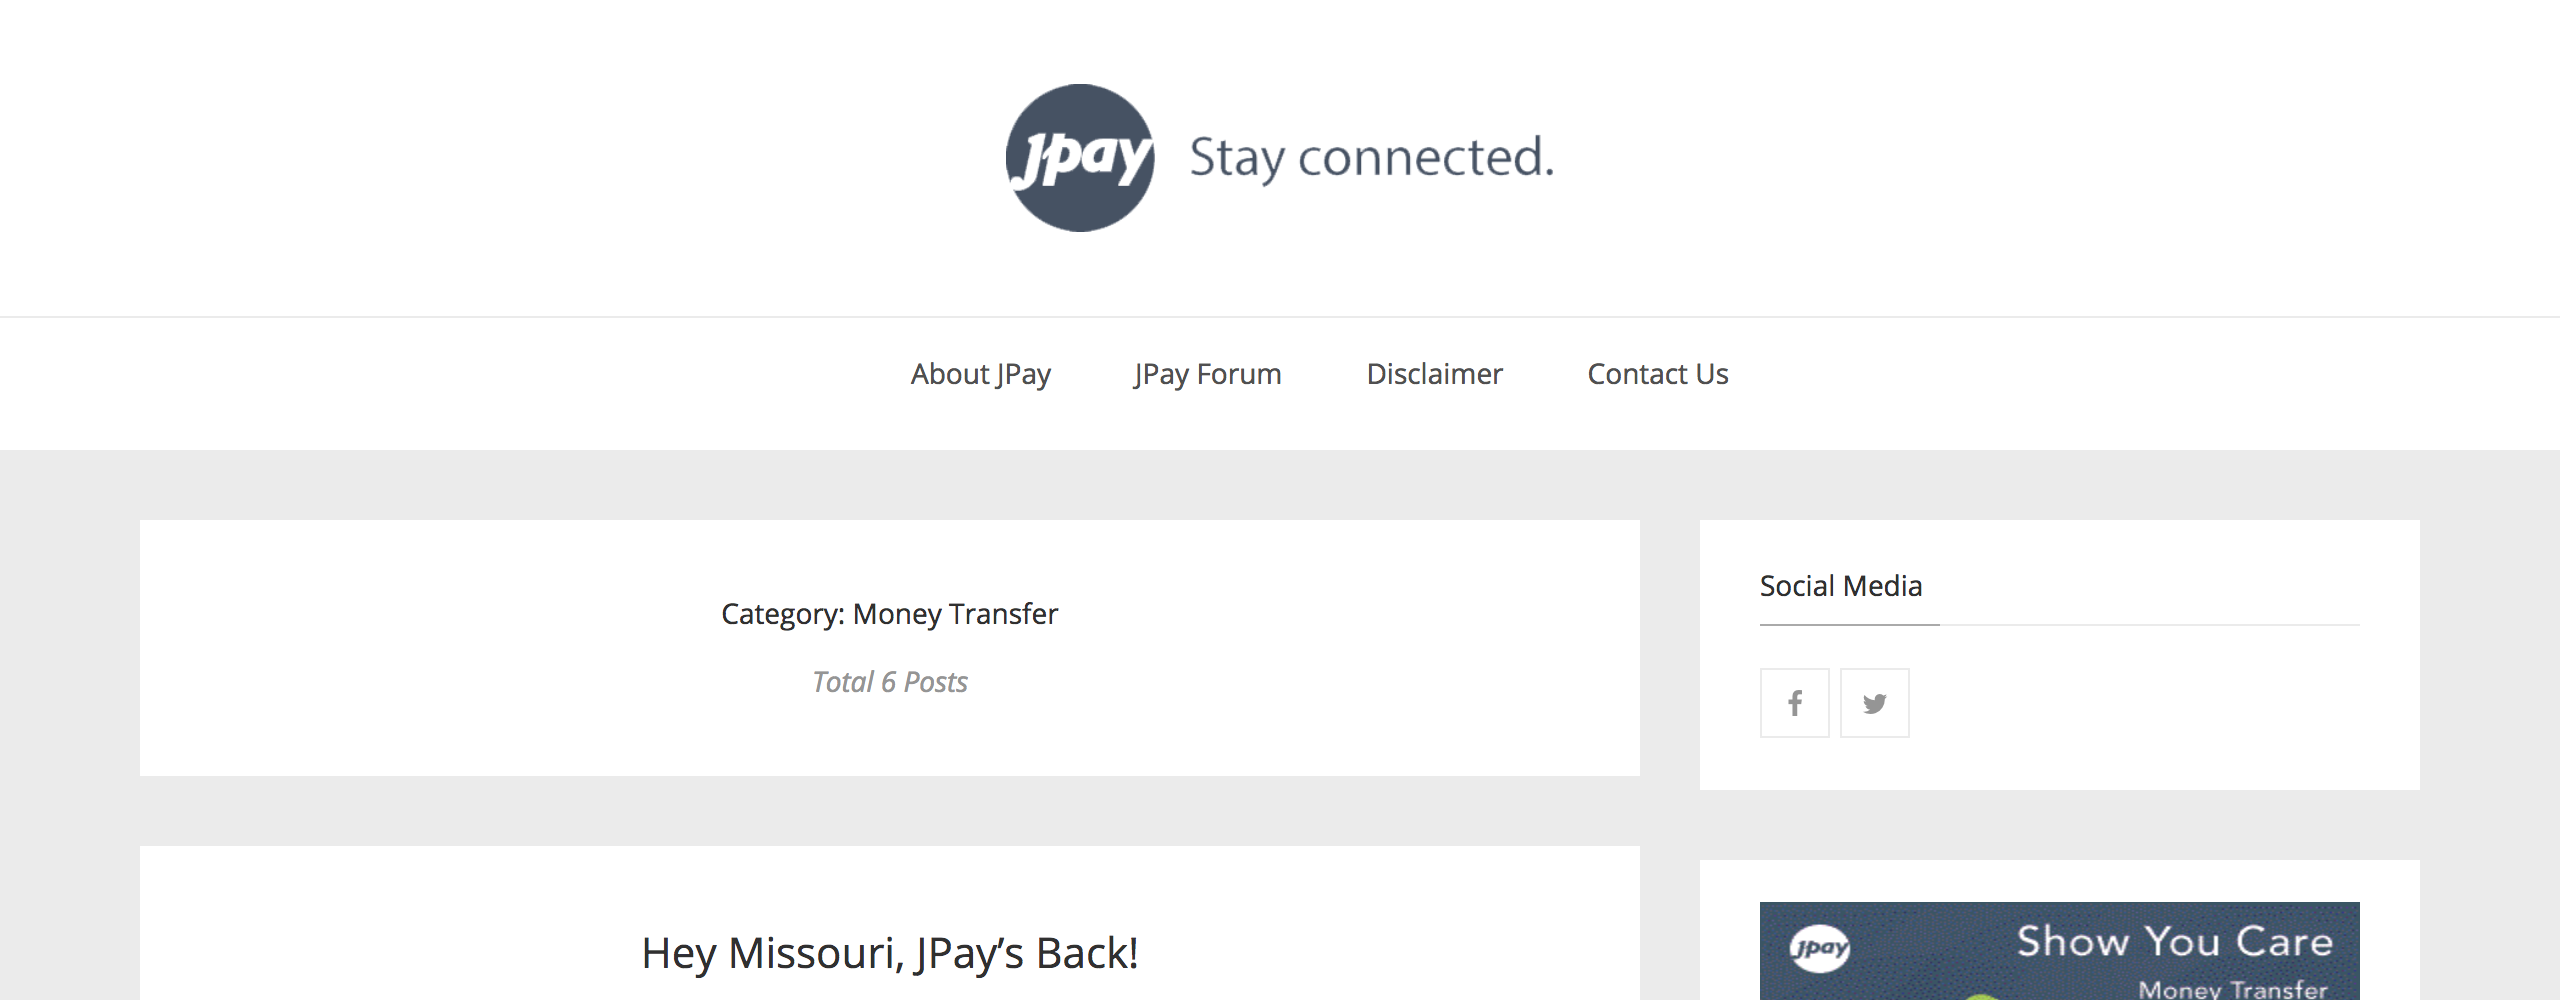 JPay Stay connected.
About JPay JPay Forum Disclaimer Contact Us
Category: Money Transfer
Total 6 Posts
Hey Missouri, JPay’s Back!
Social Media
JPay Show You Care
Money Transfer